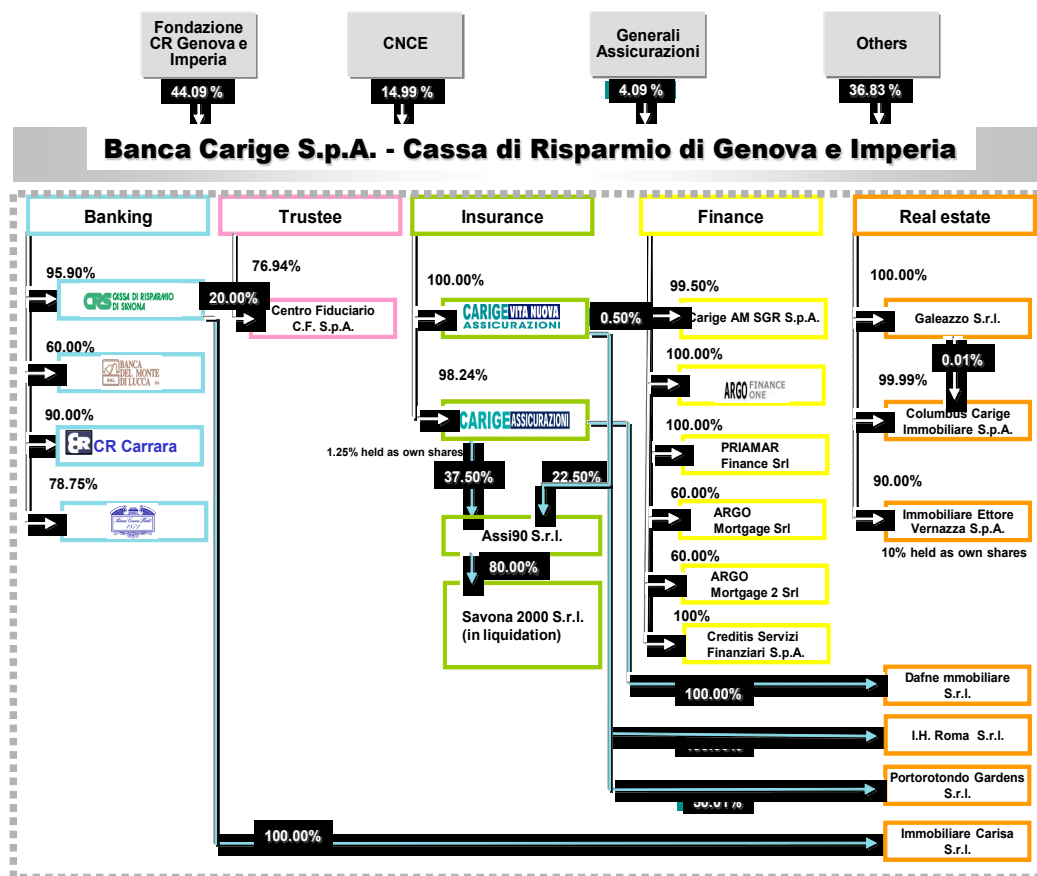 Fondazione
CR Genova e
Imperia
CNCE
Generali
Assicurazioni
Others
44.09 %
14.99 %
4.09 %
36.83 %
Banca Carige S.p.A. - Cassa di Risparmio di Genova e Imperia
Banking
Trustee
Insurance
Finance
Real estate
95.90%
CRS CASSA DI RISPARMIO
DI SAVONA
60.00%
BANCA
DEL MONTE
DI LUCCA
90.00%
CR Carrara
78.75%
1871
76.94%
20.00%
Centro Fiduciario
C.F. S.p.A.
100.00%
CARIGE VITA NUOVA
ASSICURAZIONI
0.50%
98.24%
CARIGE ASSICURAZIONI
1.25% held as own shares
37.50%
22.50%
Assi90 S.r.l.
80.00%
Savona 2000 S.r.l.
(in liquidation)
99.50%
Carige AM SGR S.p.A.
100.00%
ARGO FINANCE
ONE
100.00%
PRIAMAR
Finance Srl
60.00%
ARGO
Mortgage Srl
60.00%
ARGO
Mortgage 2 Srl
100%
Creditis Servizi
Finanziari S.p.A.
100.00%
Galeazzo S.r.l.
0.01%
99.99%
Columbus Carige
Immobiliare S.p.A.
90.00%
Immobiliare Ettore
Vernazza S.p.A.
10% held as own shares
100.00%
Dafne mmobiliare
S.r.l.
I.H. Roma S.r.l.
Portorotondo Gardens
S.r.l.
100.00%
Immobiliare Carisa
S.r.l.